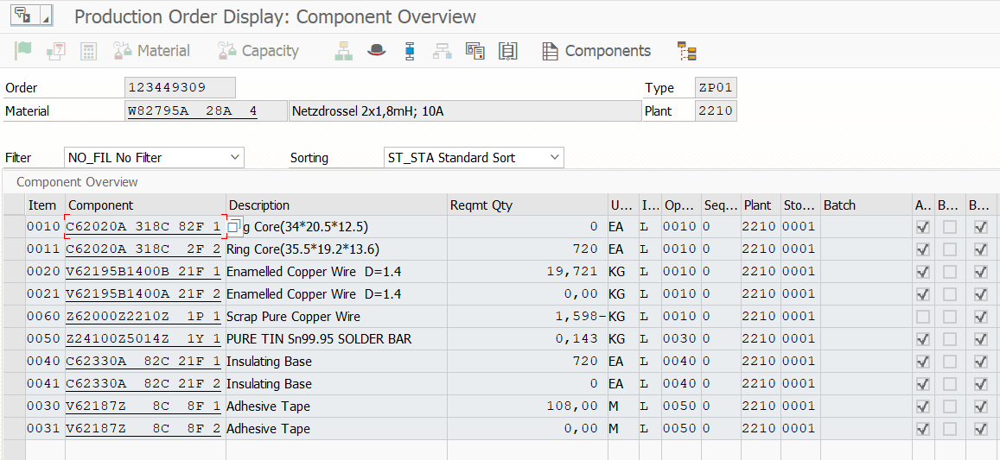 Production Order Display: Component Overview
Material Capacity Components
Order 123449309 Type ZP01
Material W82795A  28A  4 Netzdrossel 2x1,8mH; 10A Plant 2210
Filter NO_FIL No Filter Sorting ST_STA Standard Sort
Component Overview
Item Component Description Reqmt Qty U... I... Op... Seq... Plant Sto... Batch A.. B... B...
0010 C62020A 318C 82F 1 g Core(34*20.5*12.5) 0 EA L 0010 0 2210 0001
0011 C62020A 318C  2F 2 Ring Core(35.5*19.2*13.6) 720 EA L 0010 0 2210 0001
0020 V62195B1400B 21F 1 Enamelled Copper Wire  D=1.4 19,721 KG L 0010 0 2210 0001
0021 V62195B1400A 21F 2 Enamelled Copper Wire  D=1.4 0,00 KG L 0010 0 2210 0001
0060 Z62000Z2210Z  1P 1 Scrap Pure Copper Wire 1,598- KG L 0010 0 2210 0001
0050 Z24100Z5014Z  1Y 1 PURE TIN Sn99.95 SOLDER BAR 0,143 KG L 0030 0 2210 0001
0040 C62330A  82C 21F 1 Insulating Base 720 EA L 0040 0 2210 0001
0041 C62330A  82C 21F 2 Insulating Base 0 EA L 0040 0 2210 0001
0030 V62187Z   8C  8F 1 Adhesive Tape 108,00 M L 0050 0 2210 0001
0031 V62187Z   8C  8F 2 Adhesive Tape 0,00 M L 0050 0 2210 0001